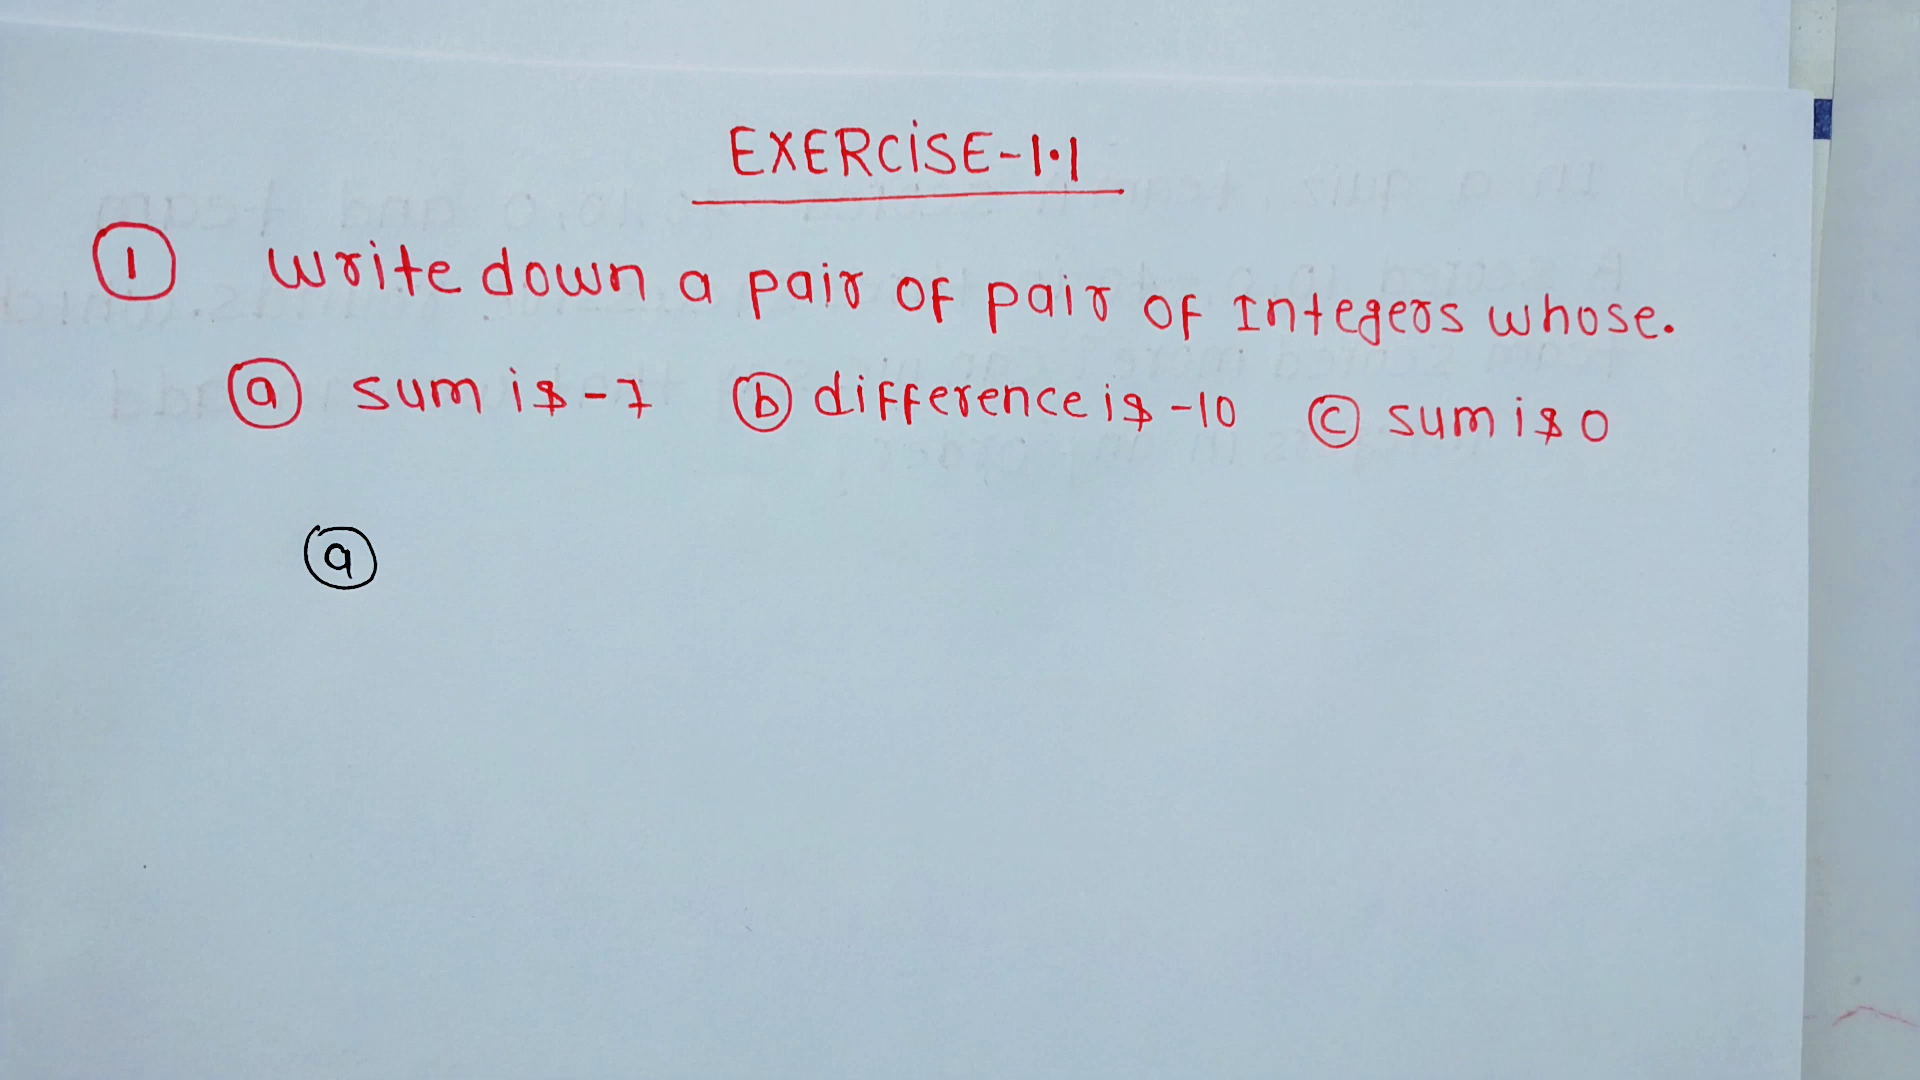 EXERCiSE-1.1
1 Write down a pair of pair of Integers whose.
a sum is -7 b difference is -10 c sum is 0
a